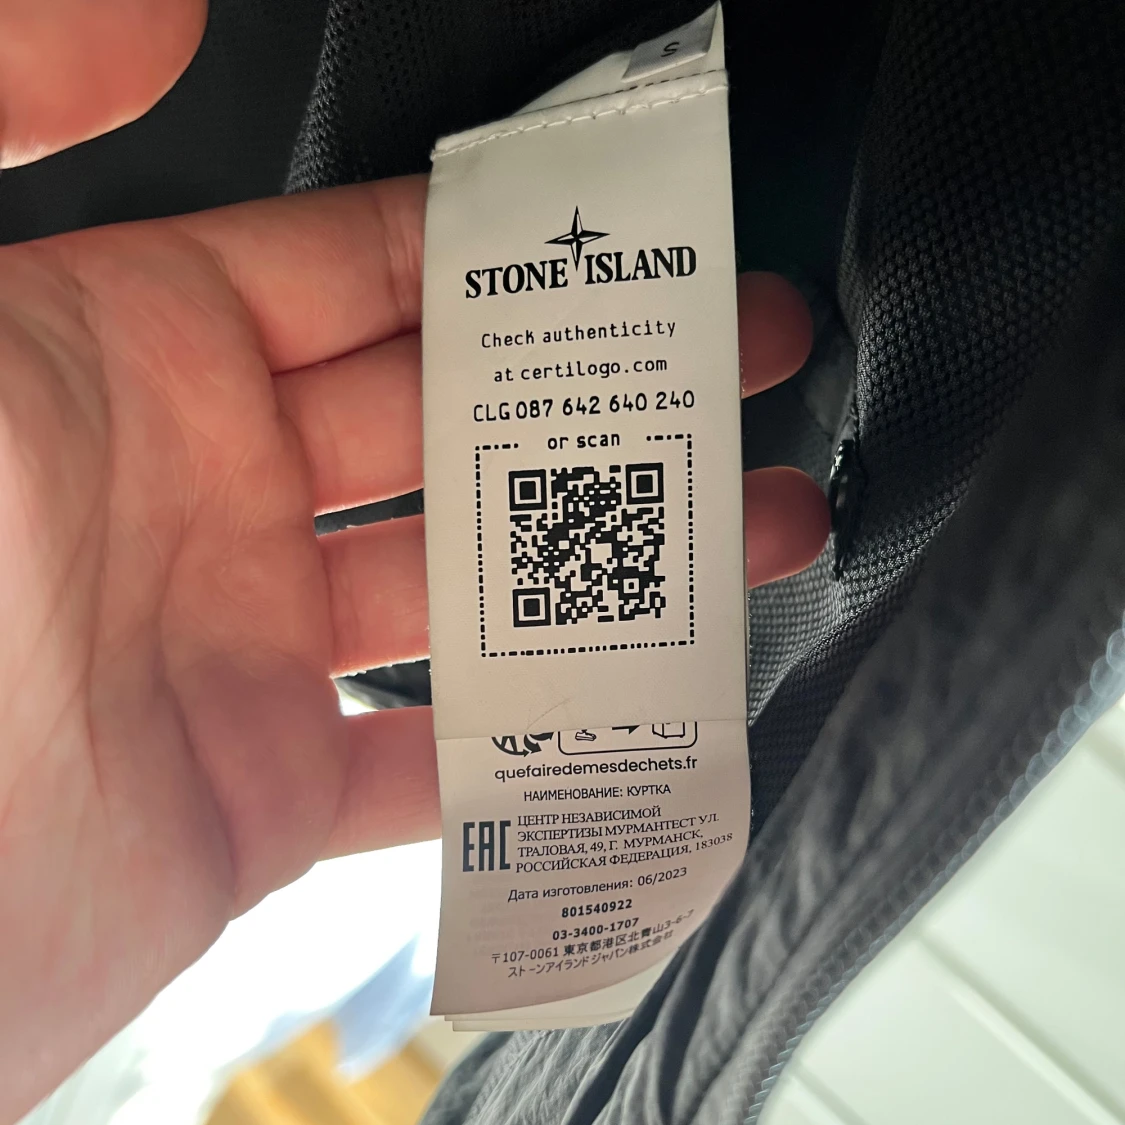 S
STONE ISLAND
Check authenticity
at certilogo.com
CLG 087 642 640 240
or scan
quefairedemesdechets.fr
НАИМЕНОВАНИЕ: КУРТКА
EAC
ЦЕНТР НЕЗАВИСИМОЙ
ЭКСПЕРТИЗЫ МУРМАНТЕСТ УЛ.
ТРАЛОВАЯ, 49, Г. МУРМАНСК,
РОССИЙСКАЯ ФЕДЕРАЦИЯ, 183038
Дата изготовления: 06/2023
801540922
03-3400-1707
〒107-0061 東京都港区北青山3-6-7
ストーンアイランドジャパン株式会社